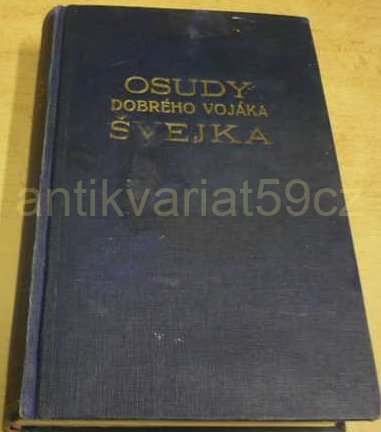 OSUDY
DOBRÉHO VOJÁKA
ŠVEJKA
antikvariat59cz